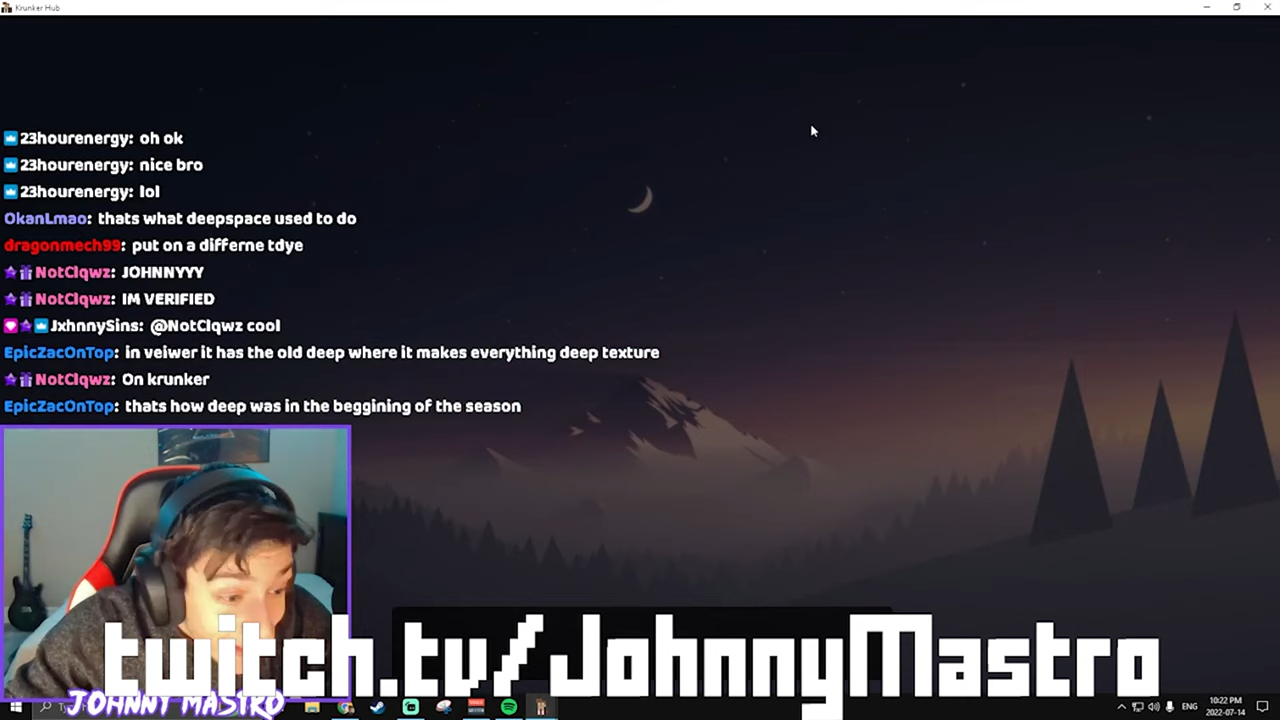 Krunker Hub
23hourenergy: oh ok
23hourenergy: nice bro
23hourenergy: lol
OkanLmao: thats what deepspace used to do
dragonmech99: put on a differne tdye
NotClqwz: JOHNNYYY
NotClqwz: IM VERIFIED
JxhnnySins: @NotClqwz cool
EpicZacOnTop: in veiwer it has the old deep where it makes everything deep texture
NotClqwz: On krunker
EpicZacOnTop: thats how deep was in the beggining of the season
twitch.tv/JohnnyMastro
JOHNNY MASTRO
ENG
10:22 PM
2022-07-14